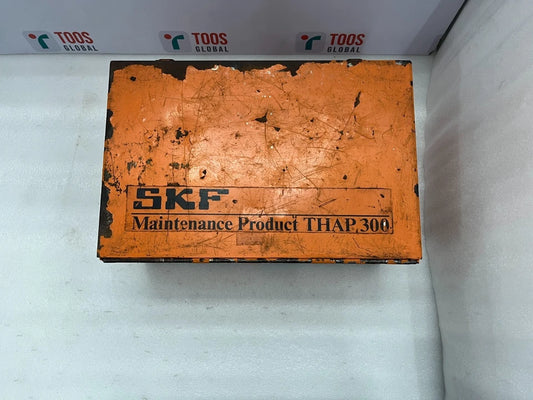 TOOS
GLOBAL
TOOS
GLOBAL
TOOS
GLOBAL
SKF
Maintenance Product THAP 300